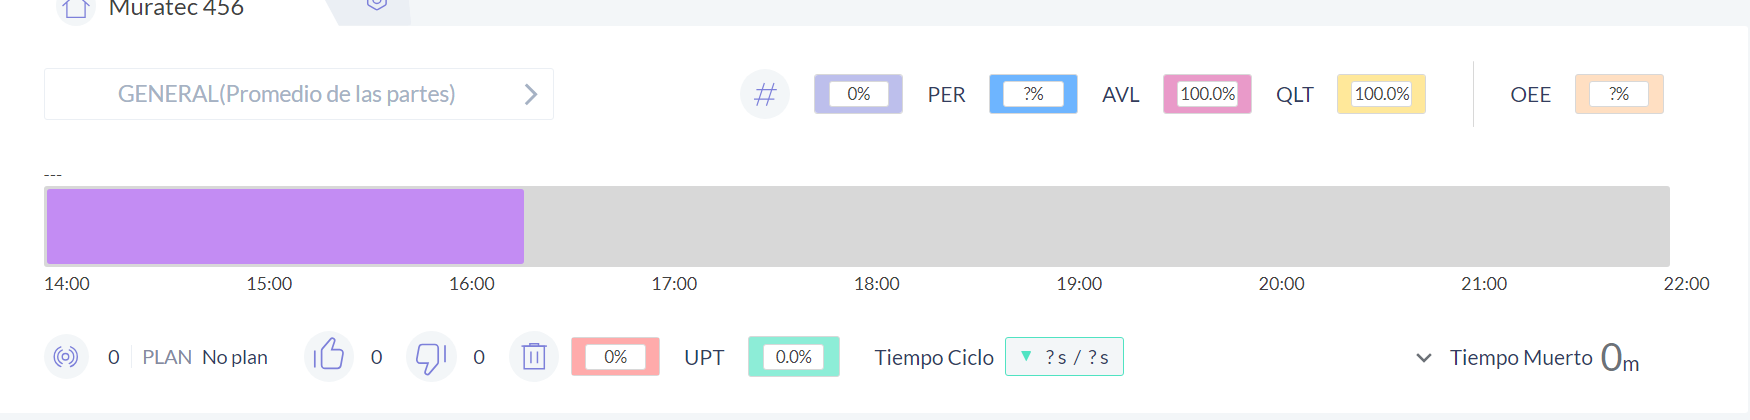 Muratec 456
GENERAL(Promedio de las partes)
0% PER ?% AVL 100.0% QLT 100.0% OEE ?%
---
14:00 15:00 16:00 17:00 18:00 19:00 20:00 21:00 22:00
0 PLAN No plan 0 0 0% UPT 0.0% Tiempo Ciclo ▼ ?s / ?s Tiempo Muerto 0m